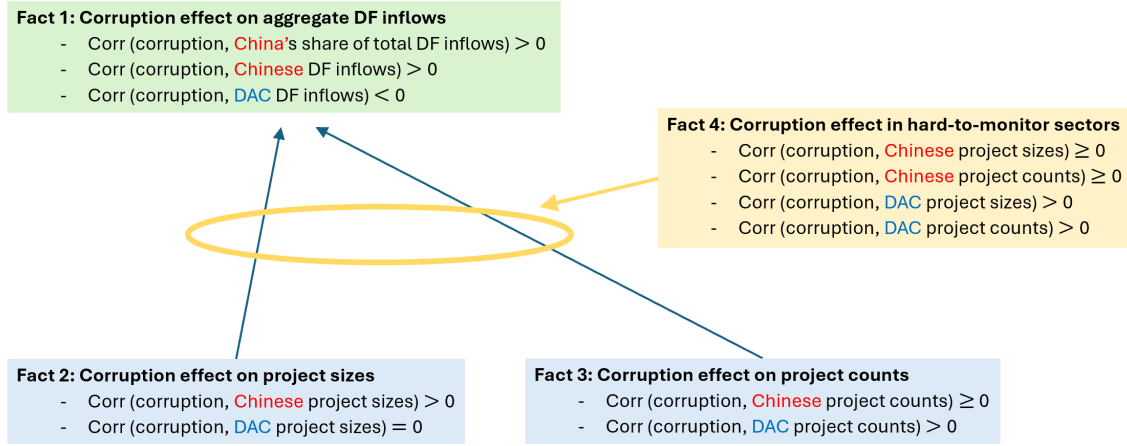 Fact 1: Corruption effect on aggregate DF inflows
- Corr (corruption, China's share of total DF inflows) > 0
- Corr (corruption, Chinese DF inflows) > 0
- Corr (corruption, DAC DF inflows) < 0
Fact 4: Corruption effect in hard-to-monitor sectors
- Corr (corruption, Chinese project sizes) ≥ 0
- Corr (corruption, Chinese project counts) ≥ 0
- Corr (corruption, DAC project sizes) > 0
- Corr (corruption, DAC project counts) > 0
Fact 2: Corruption effect on project sizes
- Corr (corruption, Chinese project sizes) > 0
- Corr (corruption, DAC project sizes) = 0
Fact 3: Corruption effect on project counts
- Corr (corruption, Chinese project counts) ≥ 0
- Corr (corruption, DAC project counts) > 0